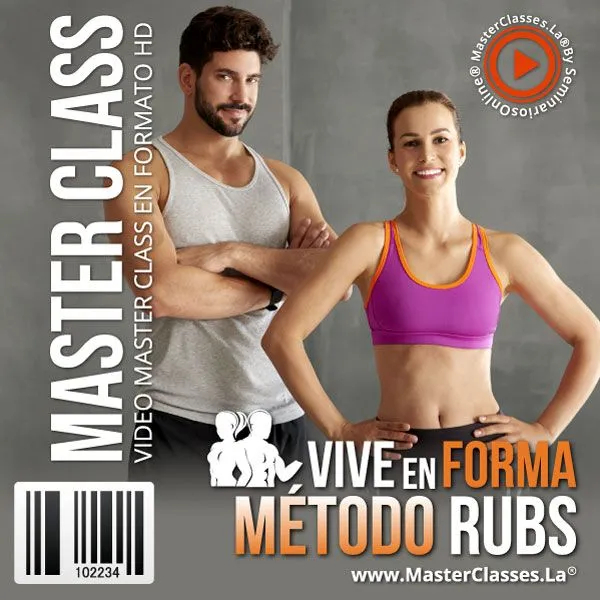 MASTER CLASS
VIDEO MASTER CLASS EN FORMATO HD
MasterClasses.La®By SeminariosOnline®
VIVE EN FORMA
MÉTODO RUBS
102234
www.MasterClasses.La®